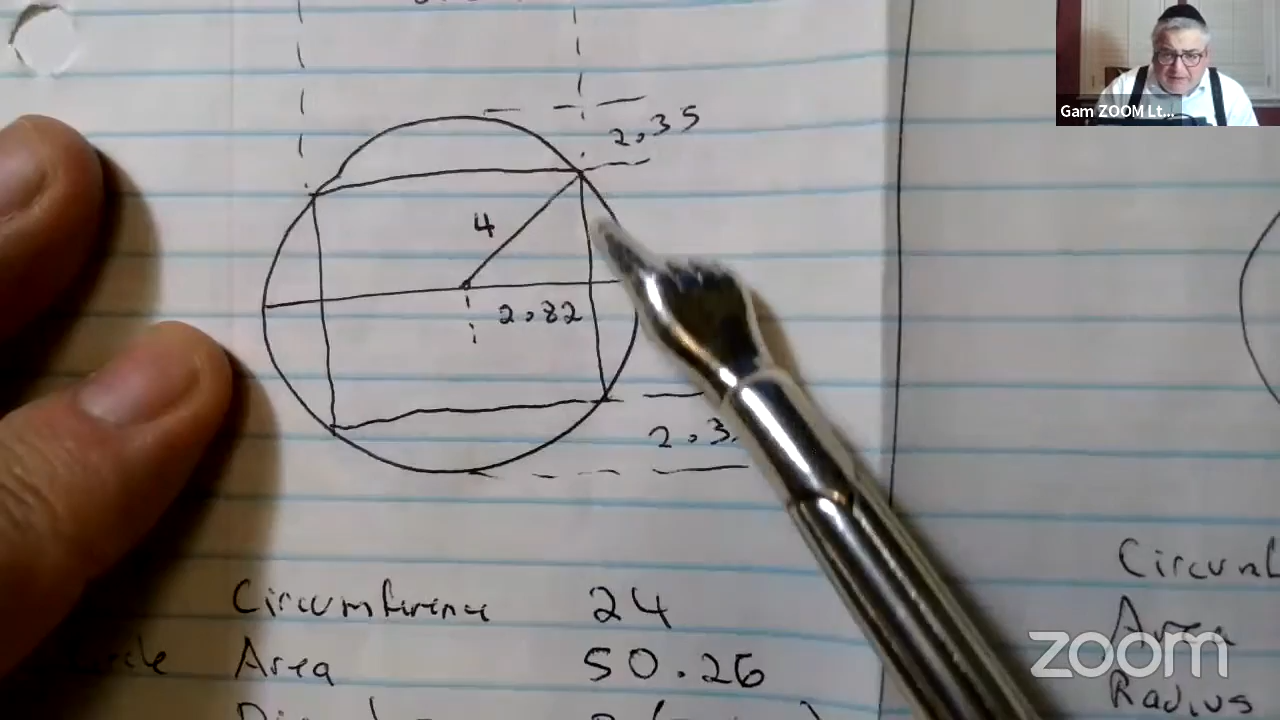 Gam ZOOM Lt...
2.35
4
2.82
2.3
Circumference 24
Area 50.26
Area
Radius
zoom